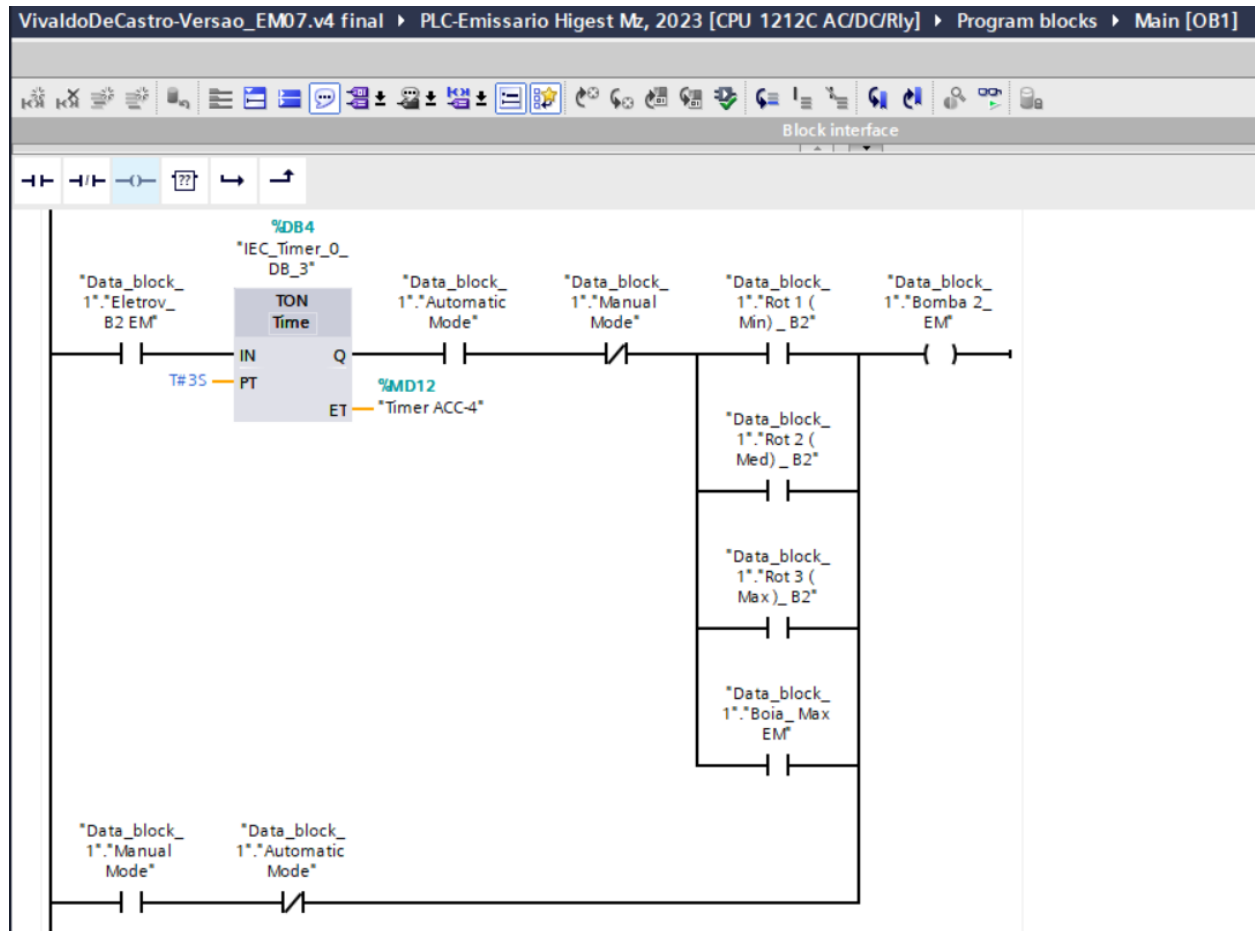 VivaldoDeCastro-Versao_EM07.v4 final ▸ PLC-Emissario Higest Mz, 2023 [CPU 1212C AC/DC/Rly] ▸ Program blocks ▸ Main [OB1]
Block interface
??
%DB4
"IEC_Timer_0_
DB_3"
"Data_block_
1"."Eletrov_
B2 EM"
TON
Time
IN
Q
T#3S
PT
ET
%MD12
"Timer ACC-4"
"Data_block_
1"."Automatic
Mode"
"Data_block_
1"."Manual
Mode"
"Data_block_
1"."Rot 1 (
Min) _ B2"
"Data_block_
1"."Bomba 2_
EM"
"Data_block_
1"."Rot 2 (
Med) _ B2"
"Data_block_
1"."Rot 3 (
Max )_ B2"
"Data_block_
1"."Boia_ Max
EM"
"Data_block_
1"."Manual
Mode"
"Data_block_
1"."Automatic
Mode"